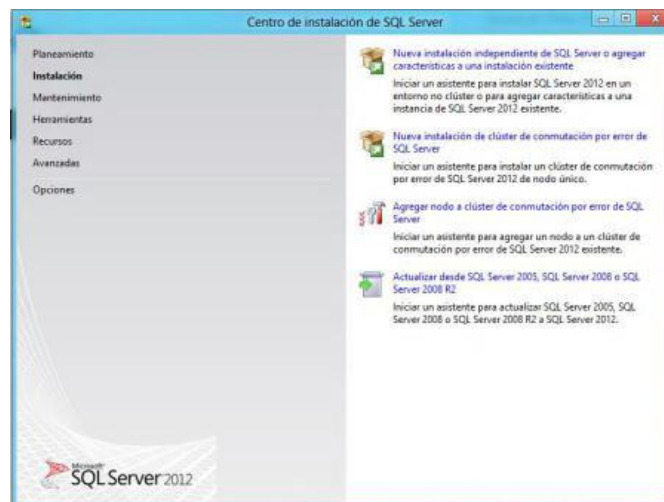 Centro de instalación de SQL Server
Planeamiento
Instalación
Mantenimiento
Herramientas
Recursos
Avanzadas
Opciones
Nueva instalación independiente de SQL Server o agregar
características a una instalación existente
Iniciar un asistente para instalar SQL Server 2012 en un
entorno no clúster o para agregar características a una
instancia de SQL Server 2012 existente.
Nueva instalación de clúster de conmutación por error de
SQL Server
Iniciar un asistente para instalar un clúster de conmutación
por error de SQL Server 2012 de nodo único.
Agregar nodo a clúster de conmutación por error de SQL
Server
Iniciar un asistente para agregar un nodo a un clúster de
conmutación por error de SQL Server 2012 existente.
Actualizar desde SQL Server 2005, SQL Server 2008 o SQL
Server 2008 R2
Iniciar un asistente para actualizar SQL Server 2005, SQL
Server 2008 o SQL Server 2008 R2 a SQL Server 2012.
Microsoft
SQL Server 2012